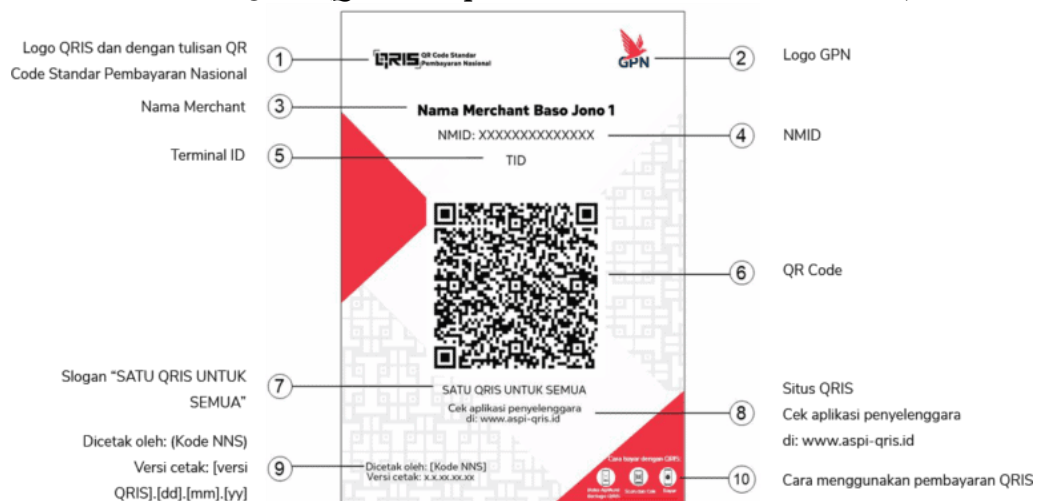 Logo QRIS dan dengan tulisan QR
Code Standar Pembayaran Nasional
1
QRIS QR Code Standar
Pembayaran Nasional
GPN
2
Logo GPN
Nama Merchant
3
Nama Merchant Baso Jono 1
NMID: XXXXXXXXXXXXXXX
4
NMID
Terminal ID
5
TID
6
QR Code
Slogan “SATU QRIS UNTUK
SEMUA”
7
SATU QRIS UNTUK SEMUA
Cek aplikasi penyelenggara
di: www.aspi-qris.id
8
Situs QRIS
Cek aplikasi penyelenggara
di: www.aspi-qris.id
Dicetak oleh: (Kode NNS)
Versi cetak: [versi
QRIS].[dd].[mm].[yy]
9
Dicetak oleh: [Kode NNS]
Versi cetak: x.x.xx.xx.xx
Cara bayar dengan QRIS
10
Cara menggunakan pembayaran QRIS